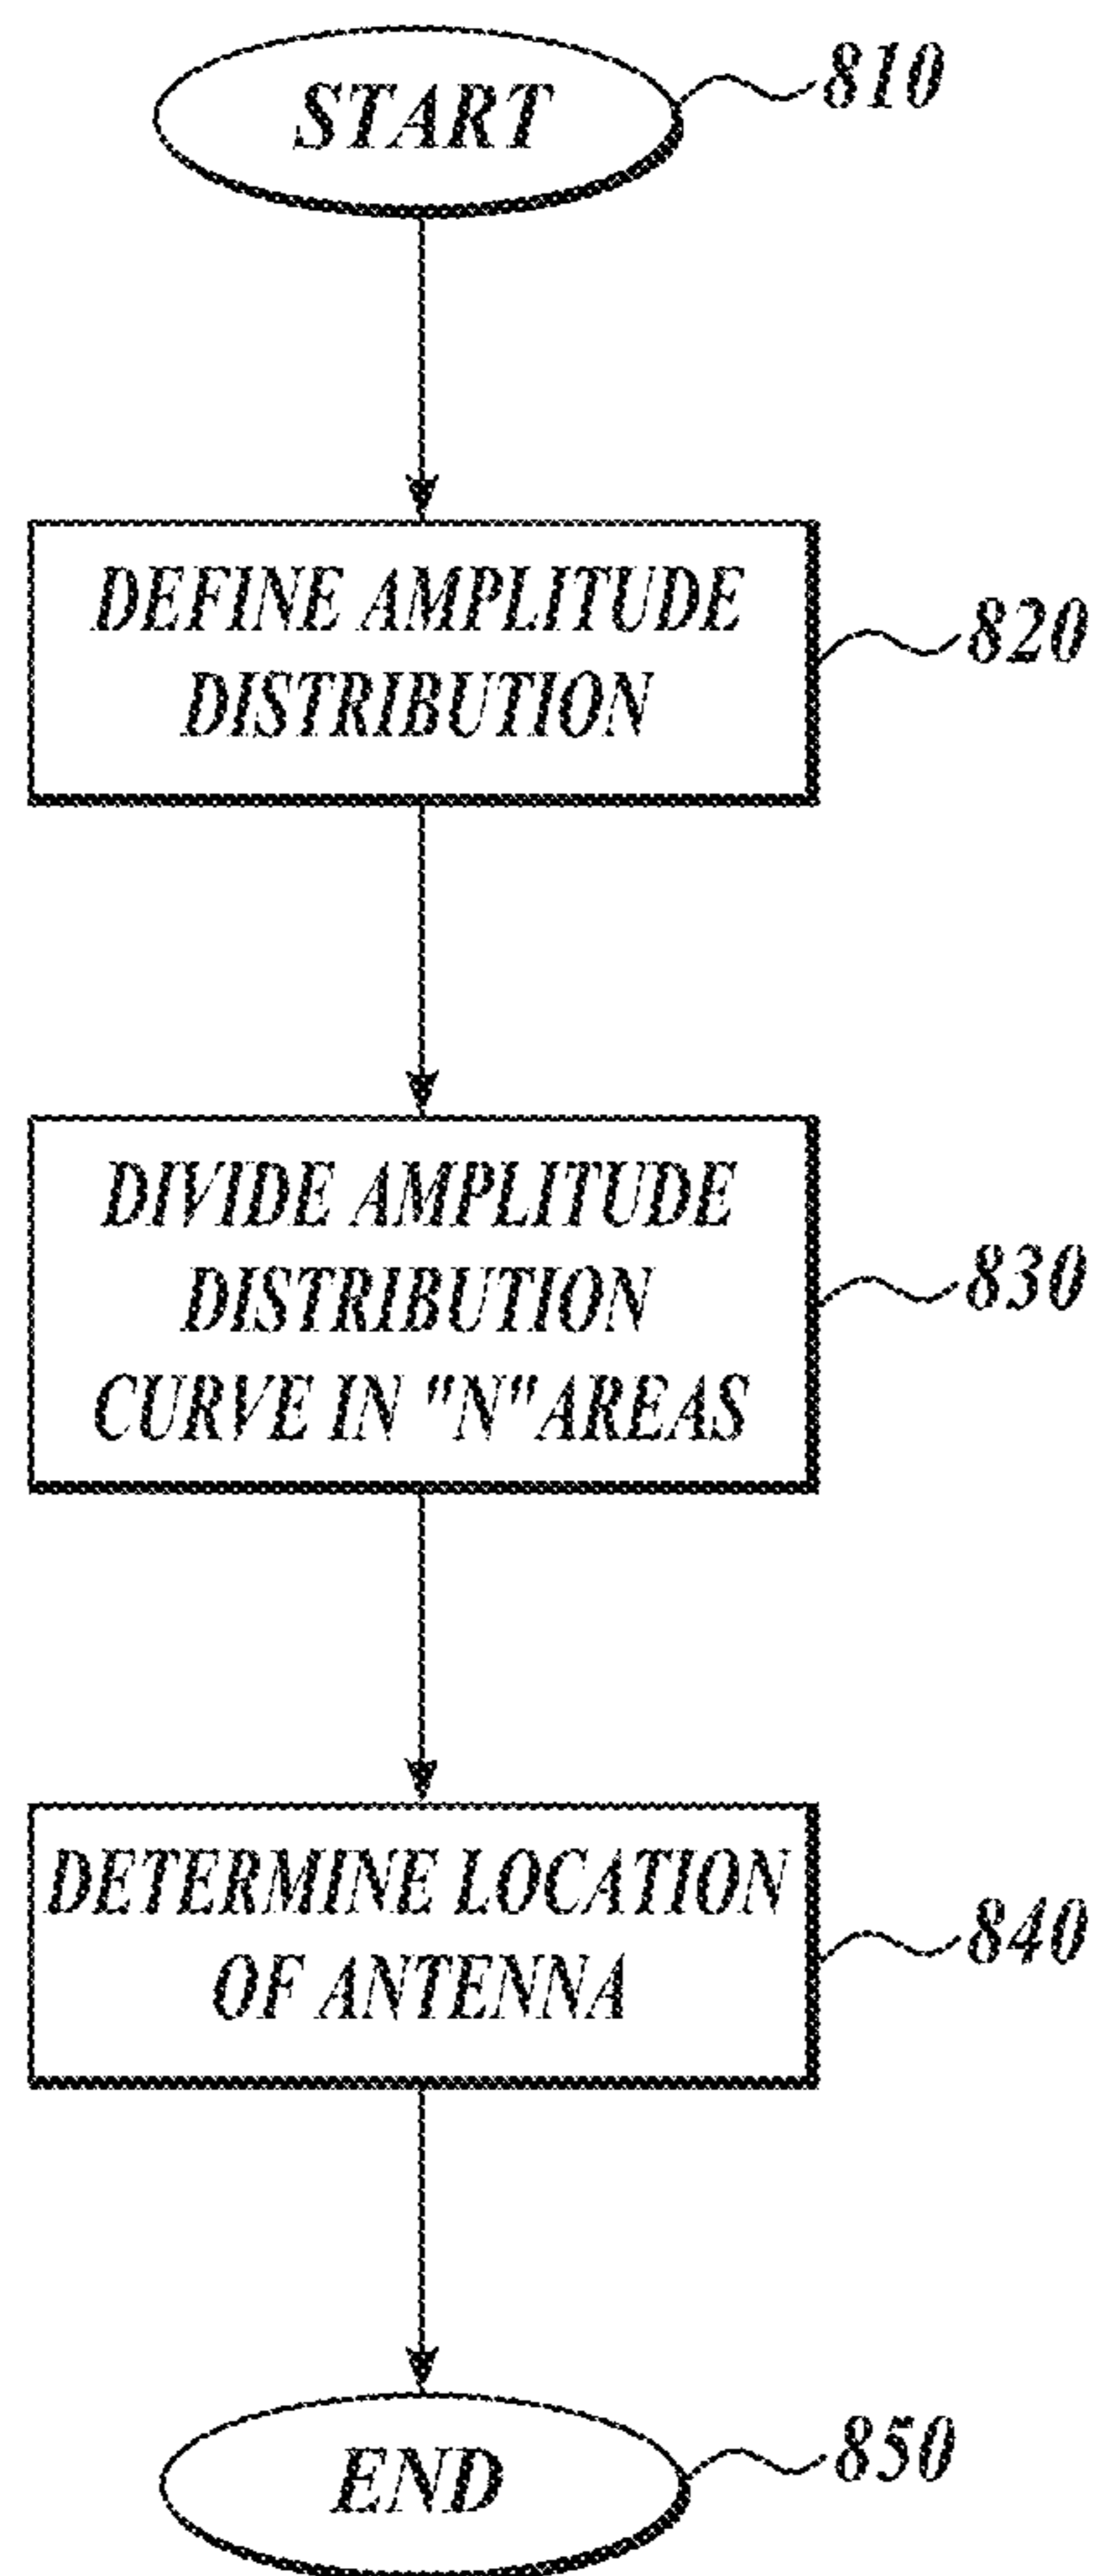 START
810
DEFINE AMPLITUDE
DISTRIBUTION
820
DIVIDE AMPLITUDE
DISTRIBUTION
CURVE IN "N" AREAS
830
DETERMINE LOCATION
OF ANTENNA
840
END
850